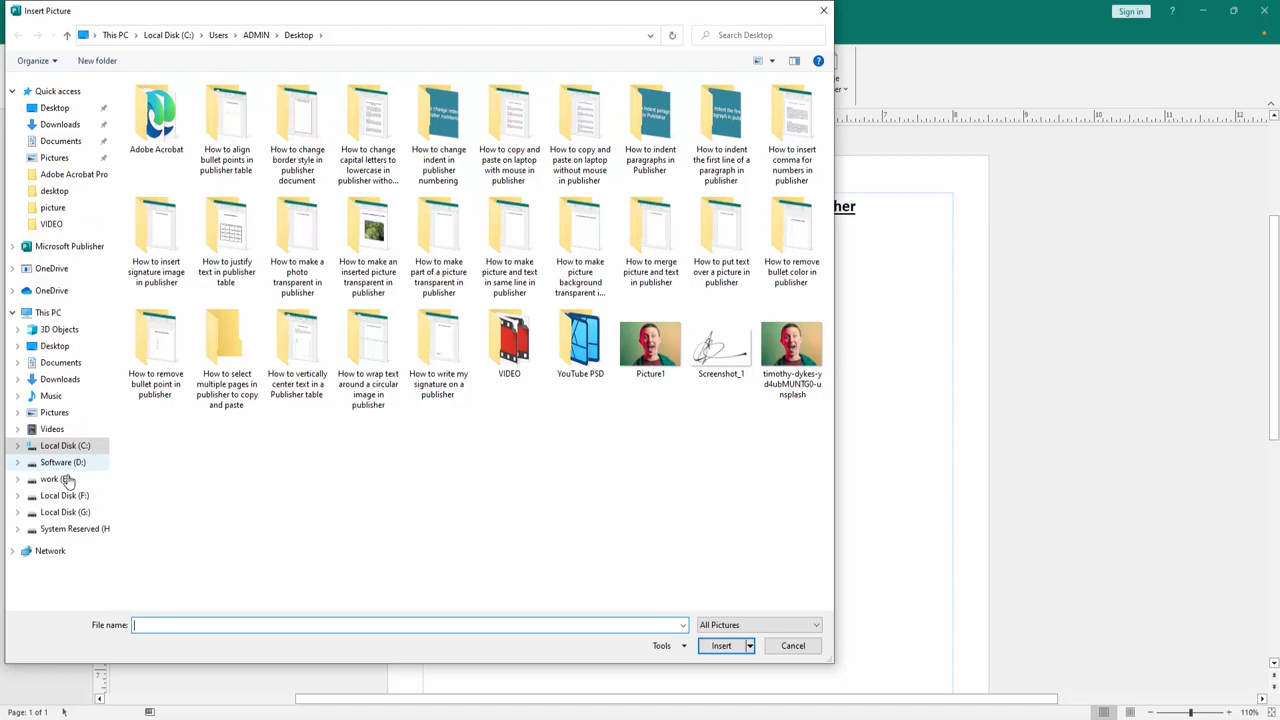 Insert Picture
Sign in
This PC
Local Disk (C:)
Users
ADMIN
Desktop
Search Desktop
Organize
New folder
Quick access
Desktop
Downloads
Documents
Pictures
Adobe Acrobat Pro
desktop
picture
VIDEO
Microsoft Publisher
OneDrive
OneDrive
This PC
3D Objects
Desktop
Documents
Downloads
Music
Pictures
Videos
Local Disk (C:)
Software (D:)
work
Local Disk (F:)
Local Disk (G:)
System Reserved (H
Network
Adobe Acrobat
How to align
bullet points in
publisher table
How to change
border style in
publisher
document
How to change
capital letters to
lowercase in
publisher witho...
How to change
indent in
publisher
numbering
How to copy and
paste on laptop
with mouse in
publisher
How to copy and
paste on laptop
without mouse in
publisher
How to indent
paragraphs in
Publisher
How to indent
the first line of a
paragraph in
publisher
How to insert
comma for
numbers in
publisher
How to insert
signature image
in publisher
How to justify
text in publisher
table
How to make a
photo
transparent in
publisher
How to make an
inserted picture
transparent in
publisher
How to make
part of a picture
transparent in
publisher
How to make
picture and text
in same line in
publisher
How to make
picture
background
transparent i...
How to merge
picture and text
in publisher
How to put text
over a picture in
publisher
How to remove
bullet color in
publisher
How to remove
bullet point in
publisher
How to select
multiple pages in
publisher to copy
and paste
How to vertically
center text in a
Publisher table
How to wrap text
around a circular
image in
publisher
How to write my
signature on a
publisher
VIDEO
YouTube PSD
Picture1
Screenshot_1
timothy-dykes-y
d4ubMUNTG0-u
nsplash
File name:
All Pictures
Tools
Insert
Cancel
her
7 8 9 10 11 12
7
Page: 1 of 1
110%